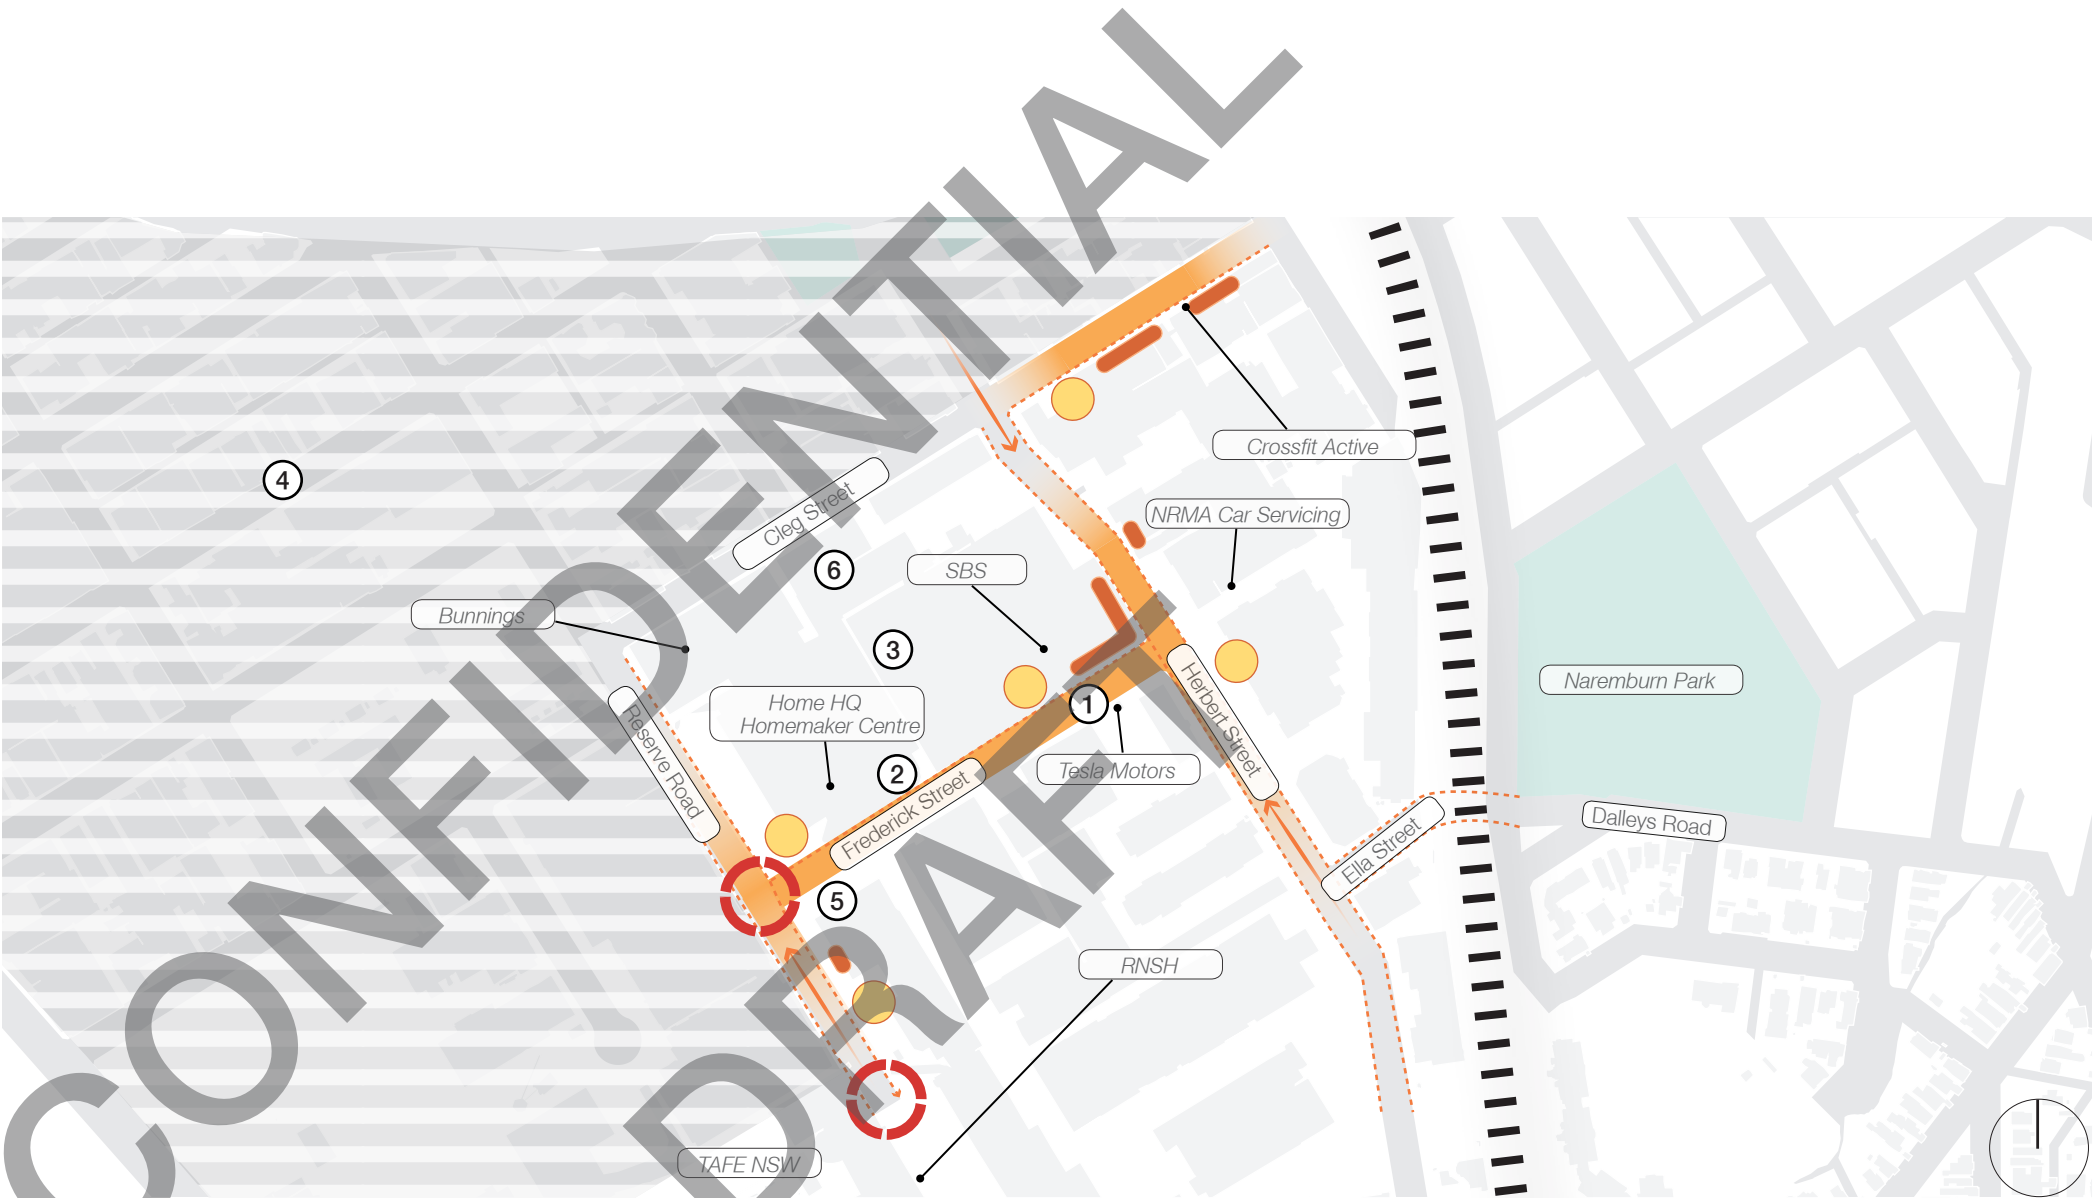 CONFIDENTIAL
DRAFT
Crossfit Active
4
NRMA Car Servicing
Cleg Street
6
SBS
Bunnings
3
Naremburn Park
Home HQ
Homemaker Centre
1
Herbert Street
Reserve Road
2
Tesla Motors
Frederick Street
Dalleys Road
Ella Street
5
RNSH
TAFE NSW